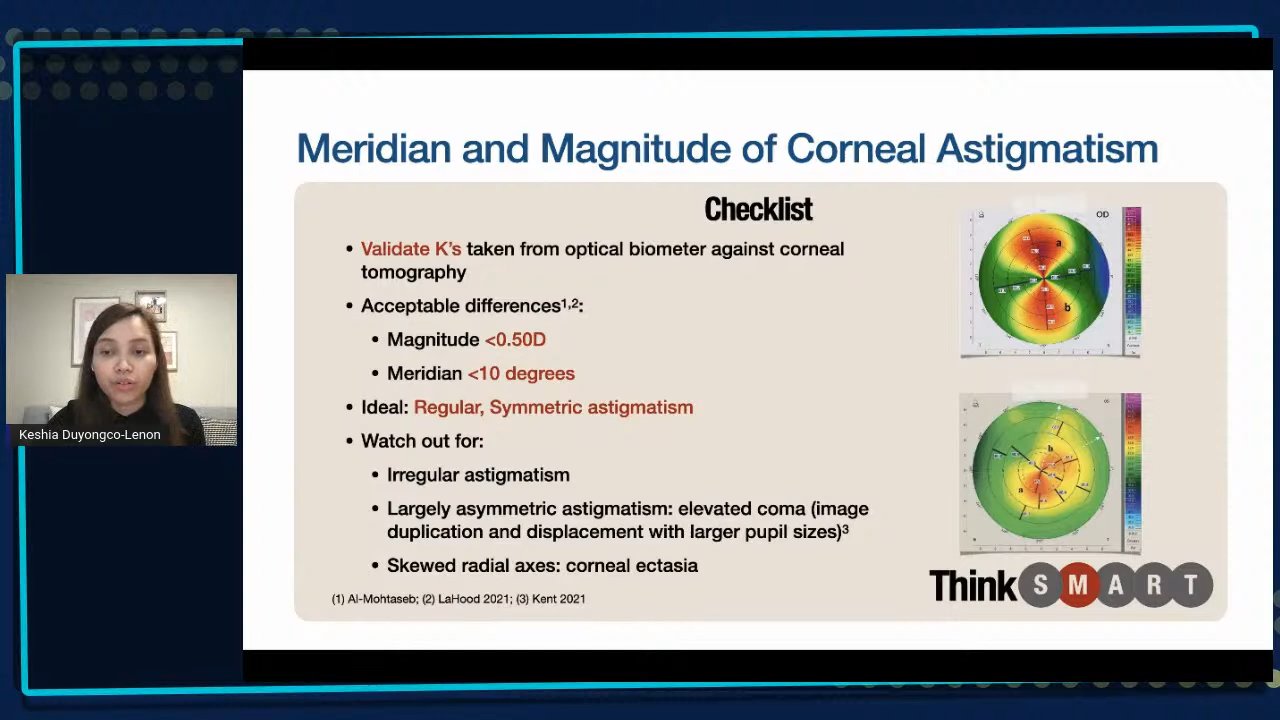 Meridian and Magnitude of Corneal Astigmatism
Checklist
• Validate K's taken from optical biometer against corneal
tomography
• Acceptable differences1,2:
• Magnitude <0.50D
• Meridian <10 degrees
• Ideal: Regular, Symmetric astigmatism
• Watch out for:
• Irregular astigmatism
• Largely asymmetric astigmatism: elevated coma (image
duplication and displacement with larger pupil sizes)3
• Skewed radial axes: corneal ectasia
(1) Al-Mohtaseb; (2) LaHood 2021; (3) Kent 2021
OD
a
b
b
a
Think S M A R T
Keshia Duyongco-Lenon